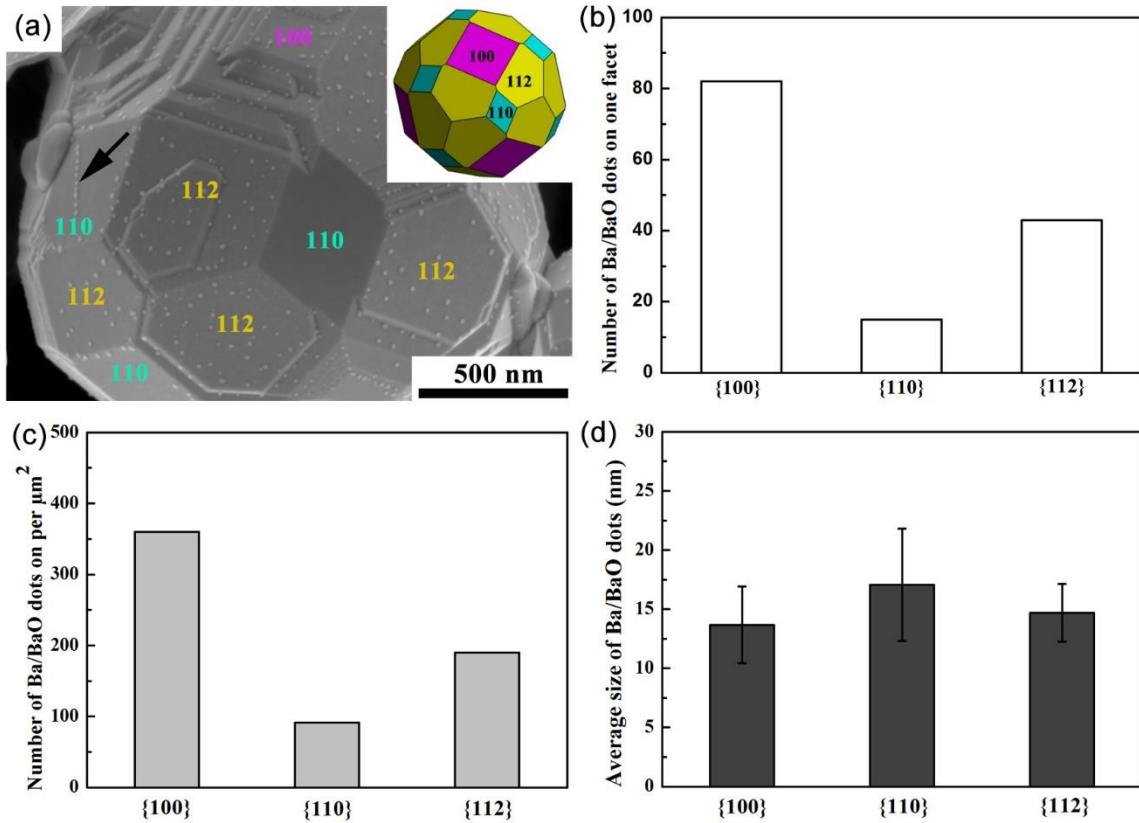 (a)
100
112
110
110
112
112
112
110
500 nm
100
112
110
(b)
Number of Ba/BaO dots on one facet
100
80
60
40
20
0
{100} {110} {112}
(c)
Number of Ba/BaO dots on per μm²
500
400
300
200
100
0
{100} {110} {112}
(d)
Average size of Ba/BaO dots (nm)
30
25
20
15
10
5
0
{100} {110} {112}